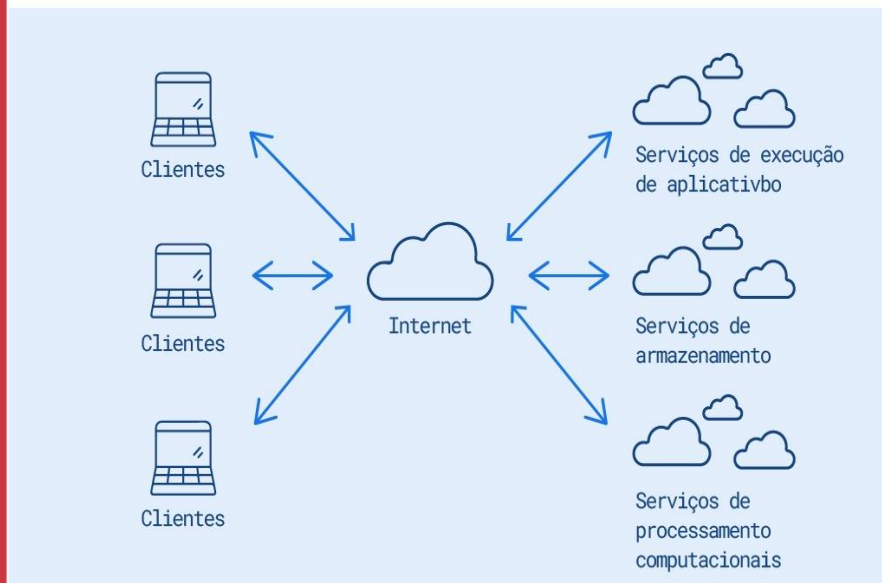 Clientes
Serviços de execução
de aplicativbo
Clientes
Internet
Serviços de
armazenamento
Clientes
Serviços de
processamento
computacionais